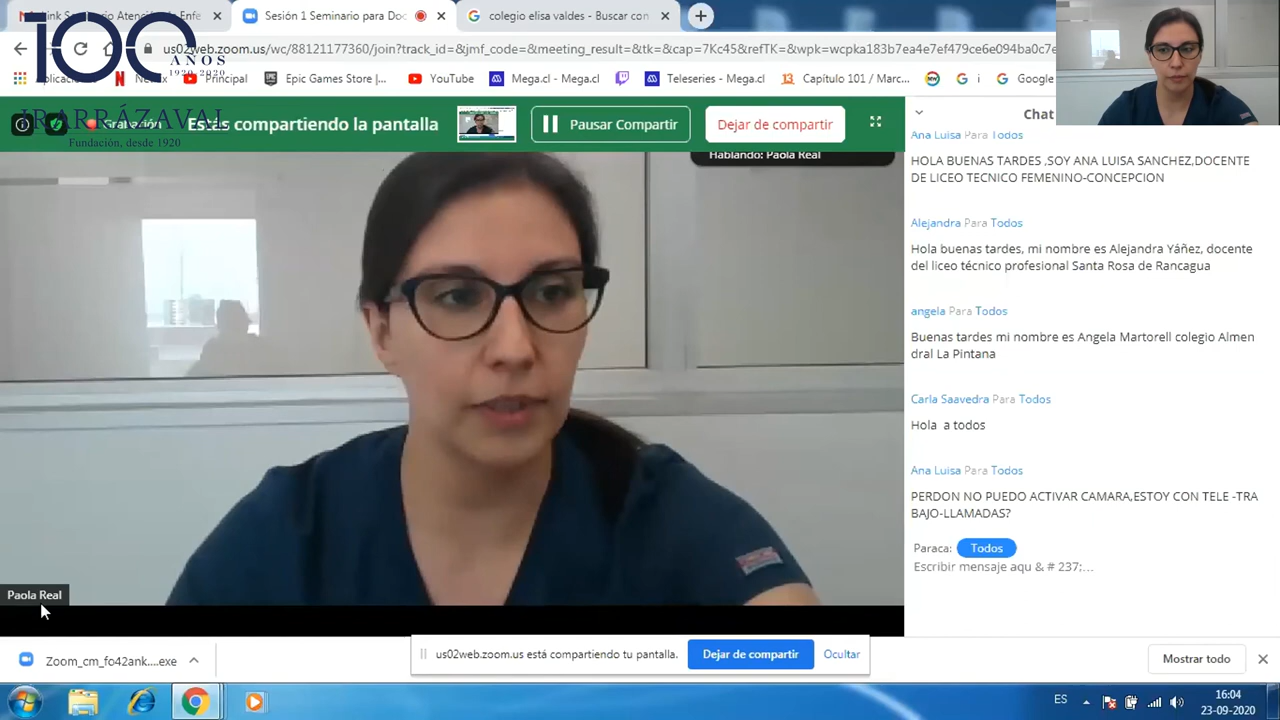 Link Seminario Atención de Enfe
Sesión 1 Seminario para Doc
colegio elisa valdes - Buscar con
100
AÑOS
1920-2020
us02web.zoom.us/wc/88121177360/join?track_id=&jmf_code=&meeting_result=&tk=&cap=7Kc45&refTK=&wpk=wcpka183b7ea4e7ef479ce6e094ba0c7e
Principal
Epic Games Store |...
YouTube
Mega.cl - Mega.cl
Teleseries - Mega.cl
13
Capítulo 101 / Marc...
i
Google
IRARRÁZAVAL
Fundación, desde 1920
Grabación
Estás compartiendo la pantalla
Pausar Compartir
Dejar de compartir
Chat
Hablando: Paola Real
Ana Luisa Para Todos
HOLA BUENAS TARDES ,SOY ANA LUISA SANCHEZ,DOCENTE
DE LICEO TECNICO FEMENINO-CONCEPCION
Alejandra Para Todos
Hola buenas tardes, mi nombre es Alejandra Yáñez, docente
del liceo técnico profesional Santa Rosa de Rancagua
angela Para Todos
Buenas tardes mi nombre es Angela Martorell colegio Almen
dral La Pintana
Carla Saavedra Para Todos
Hola a todos
Ana Luisa Para Todos
PERDON NO PUEDO ACTIVAR CAMARA,ESTOY CON TELE -TRA
BAJO-LLAMADAS?
Paraca: Todos
Escribir mensaje aqu & # 237;...
Paola Real
Zoom_cm_fo42ank....exe
us02web.zoom.us está compartiendo tu pantalla.
Dejar de compartir
Ocultar
Mostrar todo
ES
16:04
23-09-2020